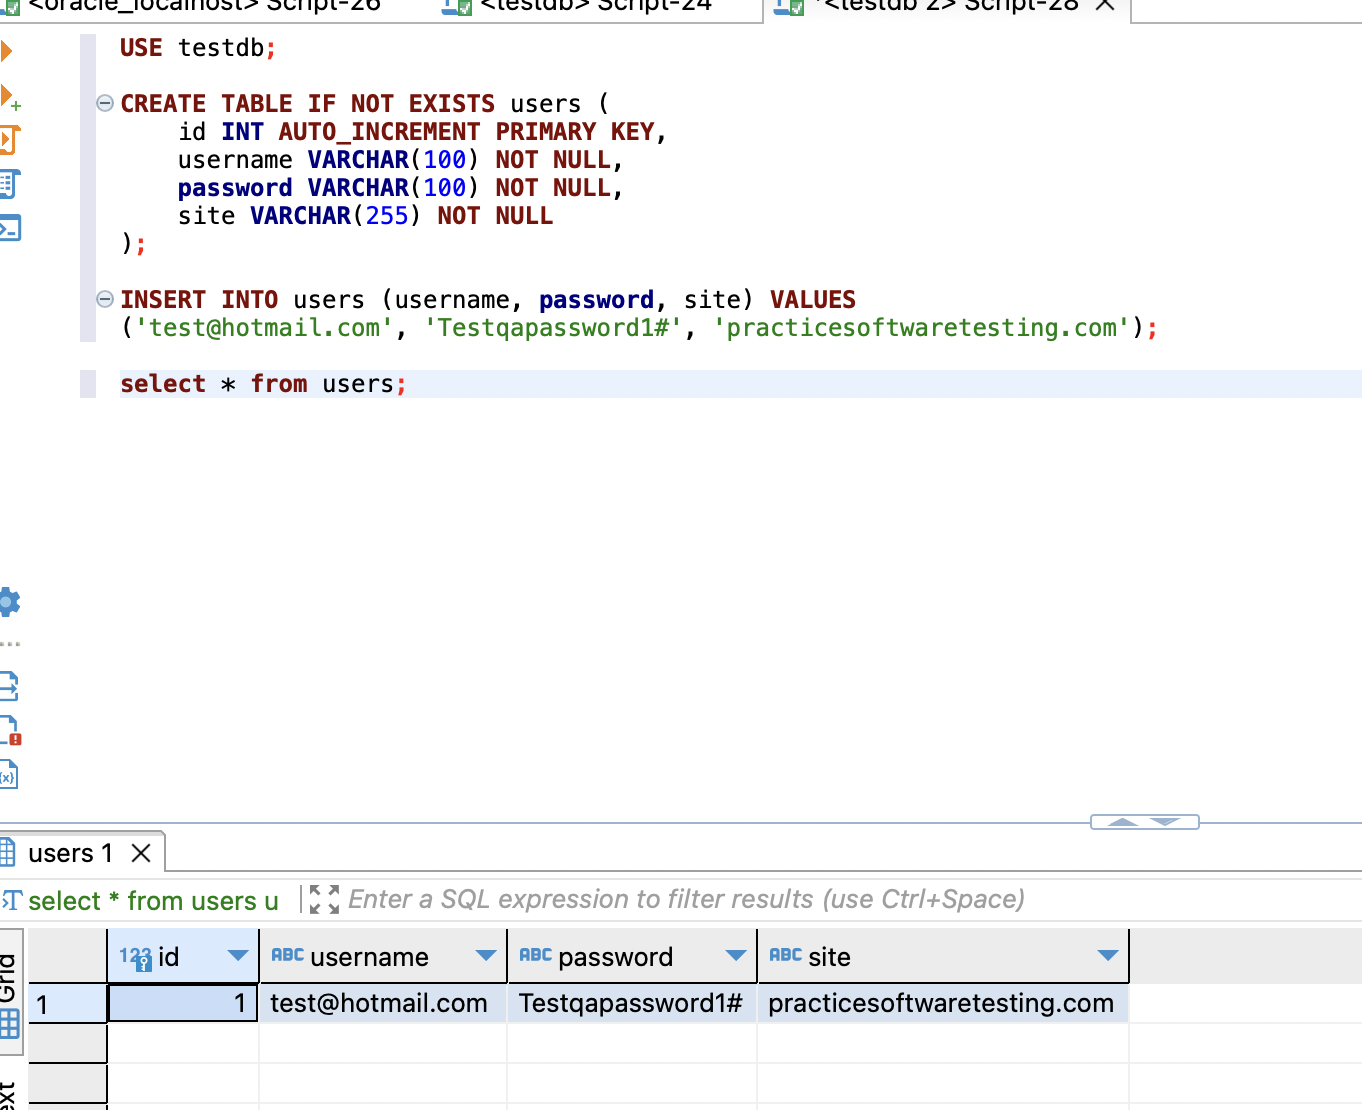 <oracle_localhost> Script-26 <testdb> Script-24 *<testdb 2> Script-28
USE testdb;
CREATE TABLE IF NOT EXISTS users (
id INT AUTO_INCREMENT PRIMARY KEY,
username VARCHAR(100) NOT NULL,
password VARCHAR(100) NOT NULL,
site VARCHAR(255) NOT NULL
);
INSERT INTO users (username, password, site) VALUES
('test@hotmail.com', 'Testqapassword1#', 'practicesoftwaretesting.com');
select * from users;
users 1
select * from users u Enter a SQL expression to filter results (use Ctrl+Space)
Grid
123 id ABC username ABC password ABC site
1 1 test@hotmail.com Testqapassword1# practicesoftwaretesting.com